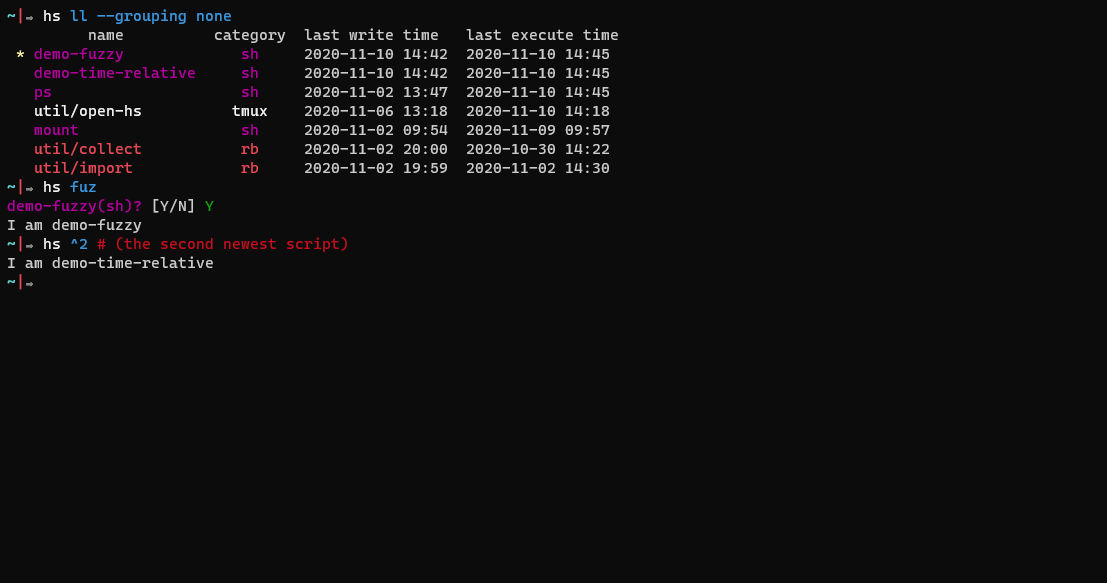 ~|⇒ hs ll --grouping none
name category last write time last execute time
* demo-fuzzy sh 2020-11-10 14:42 2020-11-10 14:45
demo-time-relative sh 2020-11-10 14:42 2020-11-10 14:45
ps sh 2020-11-02 13:47 2020-11-10 14:45
util/open-hs tmux 2020-11-06 13:18 2020-11-10 14:18
mount sh 2020-11-02 09:54 2020-11-09 09:57
util/collect rb 2020-11-02 20:00 2020-10-30 14:22
util/import rb 2020-11-02 19:59 2020-11-02 14:30
~|⇒ hs fuz
demo-fuzzy(sh)? [Y/N] Y
I am demo-fuzzy
~|⇒ hs ^2 # (the second newest script)
I am demo-time-relative
~|⇒